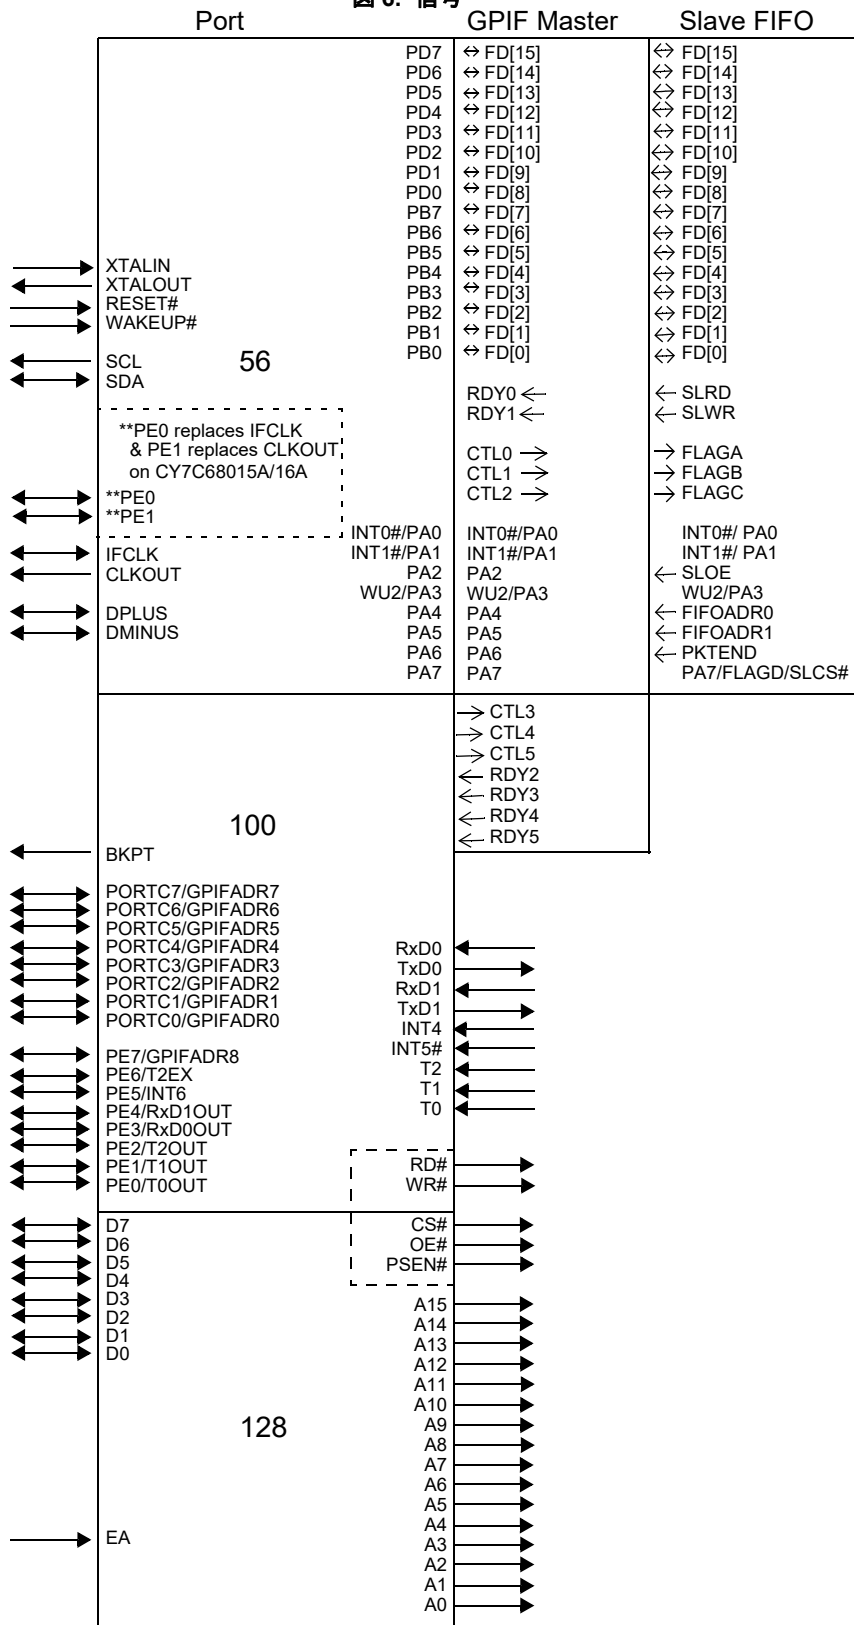 图 6. 信号
Port GPIF Master Slave FIFO
PD7 FD[15] FD[15]
PD6 FD[14] FD[14]
PD5 FD[13] FD[13]
PD4 FD[12] FD[12]
PD3 FD[11] FD[11]
PD2 FD[10] FD[10]
PD1 FD[9] FD[9]
PD0 FD[8] FD[8]
PB7 FD[7] FD[7]
PB6 FD[6] FD[6]
PB5 FD[5] FD[5]
PB4 FD[4] FD[4]
PB3 FD[3] FD[3]
PB2 FD[2] FD[2]
PB1 FD[1] FD[1]
PB0 FD[0] FD[0]
XTALIN
XTALOUT
RESET#
WAKEUP#
SCL
SDA
56
RDY0 SLRD
RDY1 SLWR
CTL0 FLAGA
CTL1 FLAGB
CTL2 FLAGC
**PE0 replaces IFCLK
& PE1 replaces CLKOUT
on CY7C68015A/16A
**PE0
**PE1
IFCLK
CLKOUT
DPLUS
DMINUS
INT0#/PA0 INT0#/PA0 INT0#/ PA0
INT1#/PA1 INT1#/PA1 INT1#/ PA1
PA2 PA2 SLOE
WU2/PA3 WU2/PA3 WU2/PA3
PA4 PA4 FIFOADR0
PA5 PA5 FIFOADR1
PA6 PA6 PKTEND
PA7 PA7 PA7/FLAGD/SLCS#
CTL3
CTL4
CTL5
RDY2
RDY3
RDY4
RDY5
100
BKPT
PORTC7/GPIFADR7
PORTC6/GPIFADR6
PORTC5/GPIFADR5
PORTC4/GPIFADR4
PORTC3/GPIFADR3
PORTC2/GPIFADR2
PORTC1/GPIFADR1
PORTC0/GPIFADR0
PE7/GPIFADR8
PE6/T2EX
PE5/INT6
PE4/RxD1OUT
PE3/RxD0OUT
PE2/T2OUT
PE1/T1OUT
PE0/T0OUT
RxD0
TxD0
RxD1
TxD1
INT4
INT5#
T2
T1
T0
RD#
WR#
CS#
OE#
PSEN#
D7
D6
D5
D4
D3
D2
D1
D0
128
EA
A15
A14
A13
A12
A11
A10
A9
A8
A7
A6
A5
A4
A3
A2
A1
A0